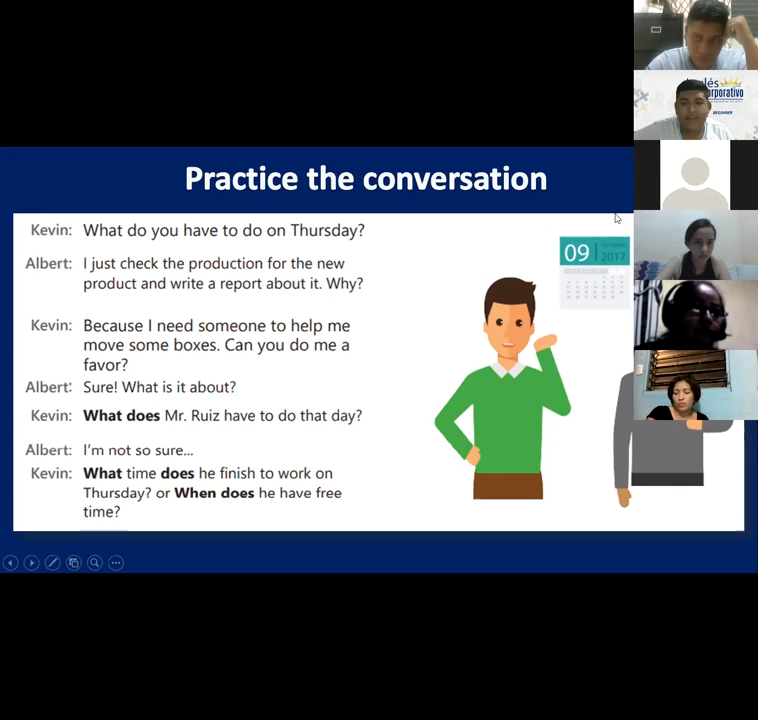 Practice the conversation
Kevin: What do you have to do on Thursday?
Albert: I just check the production for the new
product and write a report about it. Why?
Kevin: Because I need someone to help me
move some boxes. Can you do me a
favor?
Albert: Sure! What is it about?
Kevin: What does Mr. Ruiz have to do that day?
Albert: I'm not so sure...
Kevin: What time does he finish to work on
Thursday? or When does he have free
time?
09
2017
BEGINNER